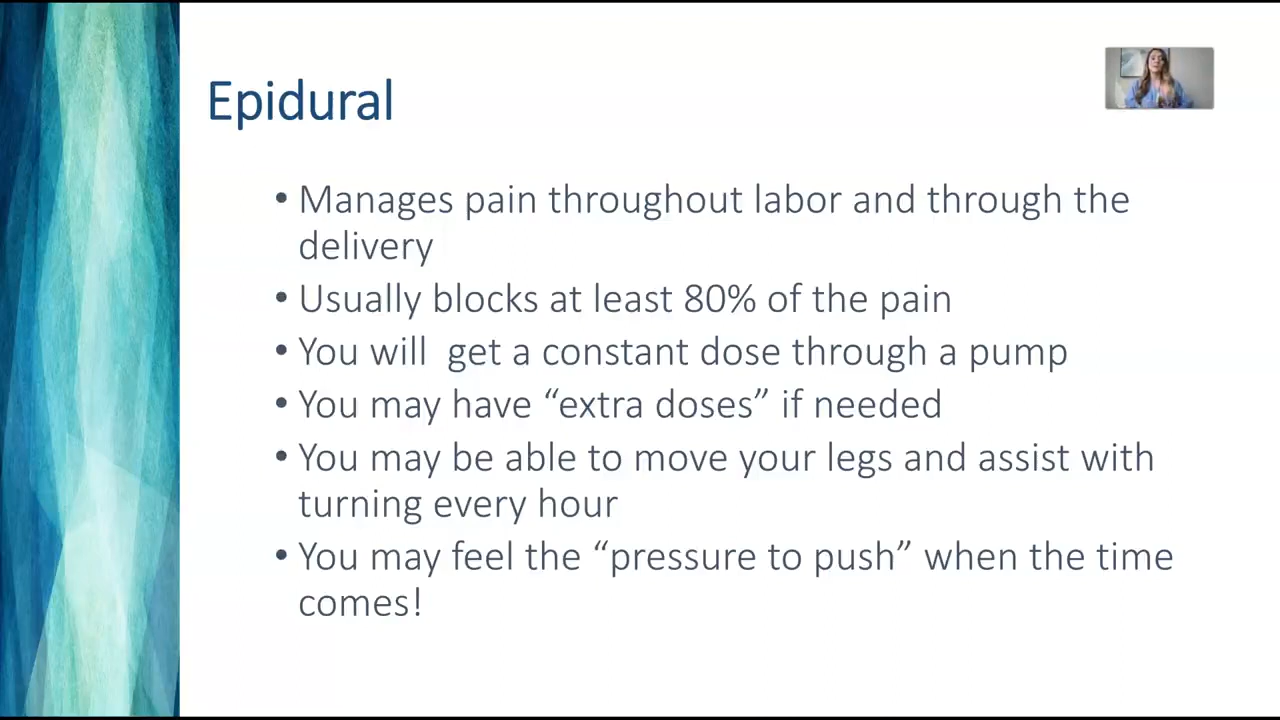 Epidural
• Manages pain throughout labor and through the
delivery
• Usually blocks at least 80% of the pain
• You will  get a constant dose through a pump
• You may have “extra doses” if needed
• You may be able to move your legs and assist with
turning every hour
• You may feel the “pressure to push” when the time
comes!